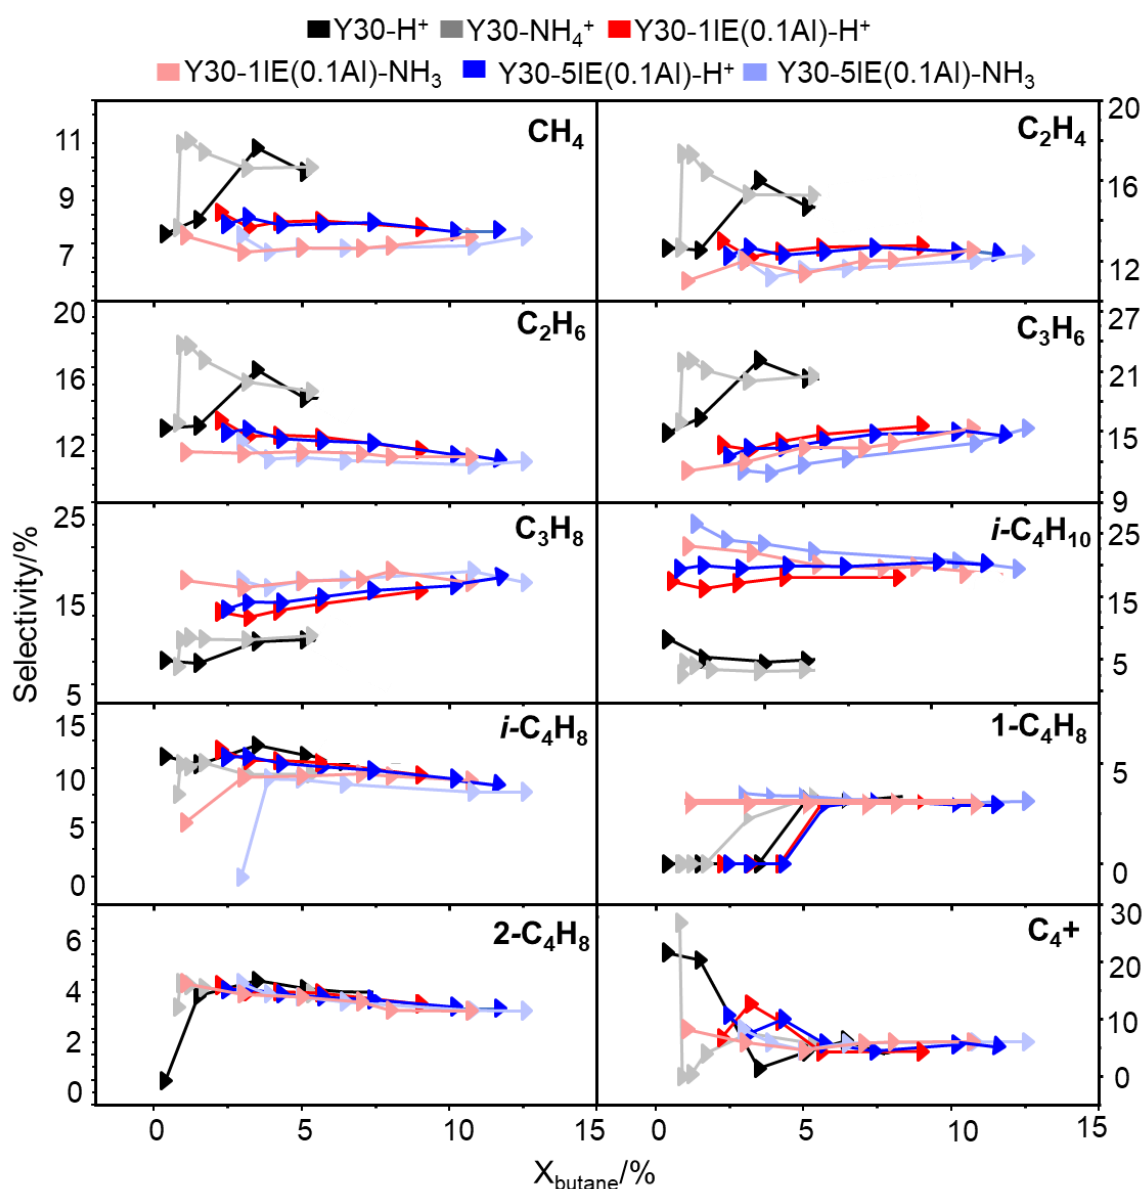 Y30-H⁺ Y30-NH₄⁺ Y30-1IE(0.1Al)-H⁺
Y30-1IE(0.1Al)-NH₃ Y30-5IE(0.1Al)-H⁺ Y30-5IE(0.1Al)-NH₃
CH₄
11
9
7
C₂H₄
20
16
12
C₂H₆
20
16
12
C₃H₆
27
21
15
9
C₃H₈
25
15
5
i-C₄H₁₀
25
15
5
i-C₄H₈
15
10
5
0
1-C₄H₈
5
0
2-C₄H₈
6
4
2
0
C₄+
30
20
10
0
Selectivity/%
0 5 10 15 0 5 10 15
X_butane/%